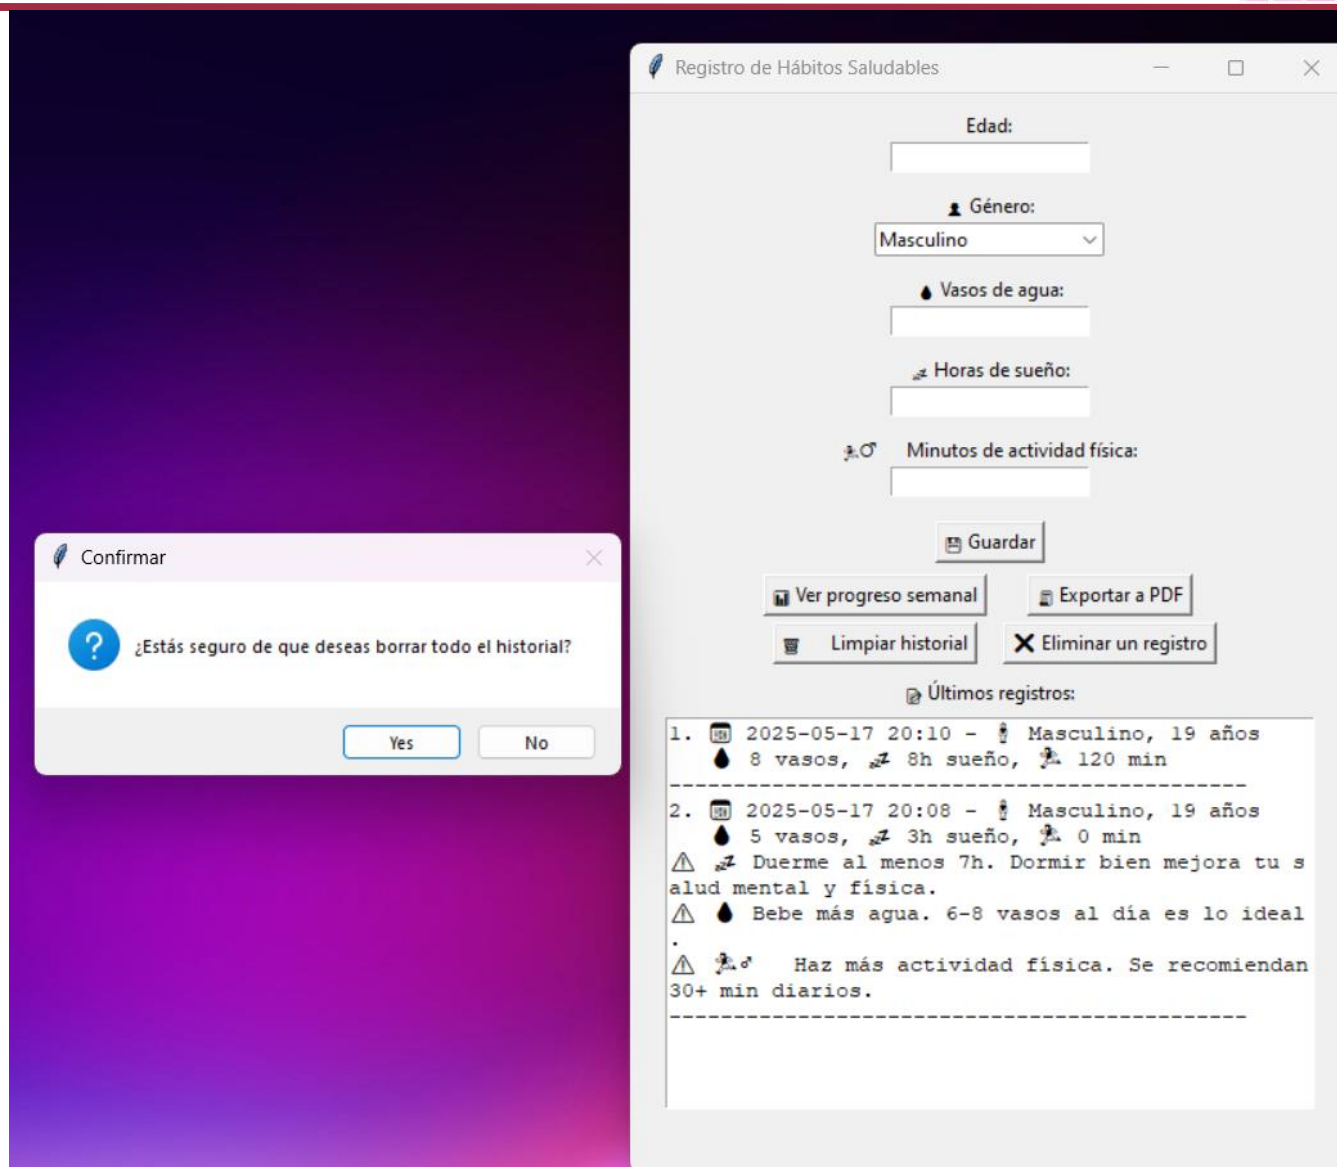 Registro de Hábitos Saludables
Edad:
Género:
Masculino
Vasos de agua:
Horas de sueño:
Minutos de actividad física:
Guardar
Ver progreso semanal
Exportar a PDF
Limpiar historial
Eliminar un registro
Últimos registros:
1. 2025-05-17 20:10 - Masculino, 19 años
8 vasos, 8h sueño, 120 min
----------------------------------------------
2. 2025-05-17 20:08 - Masculino, 19 años
5 vasos, 3h sueño, 0 min
Duerme al menos 7h. Dormir bien mejora tu s
alud mental y física.
Bebe más agua. 6-8 vasos al día es lo ideal
.
Haz más actividad física. Se recomiendan
30+ min diarios.
----------------------------------------------
Confirmar
¿Estás seguro de que deseas borrar todo el historial?
Yes
No